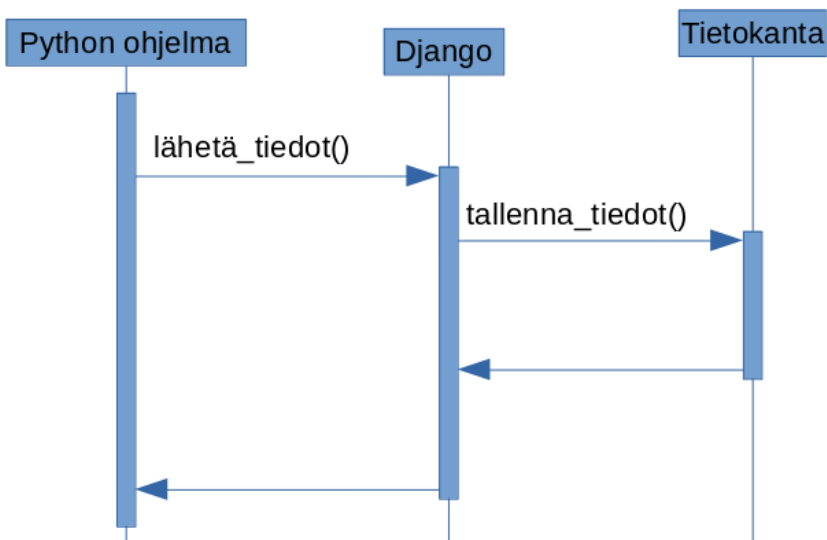 Python ohjelma
Django
Tietokanta
lähetä_tiedot()
tallenna_tiedot()